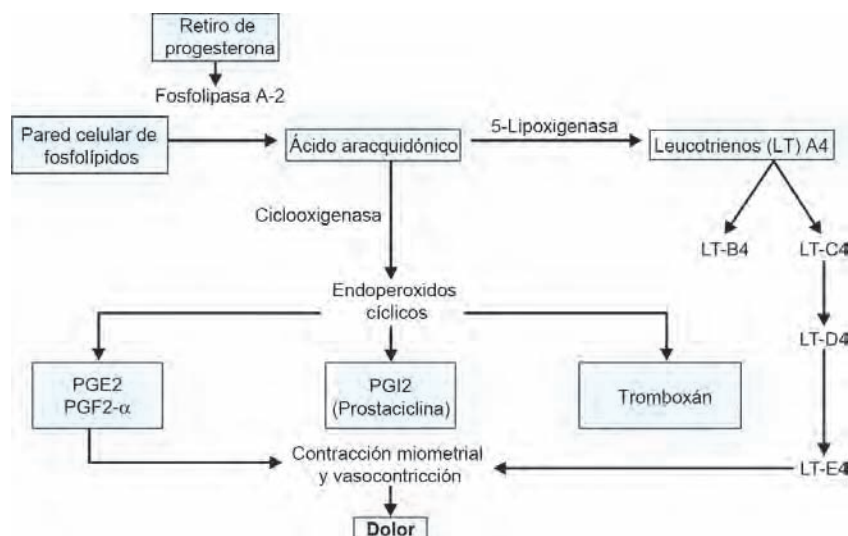 Retiro de
progesterona
Fosfolipasa A-2
Pared celular de
fosfolípidos
Ácido aracquidónico
5-Lipoxigenasa
Leucotrienos (LT) A4
Ciclooxigenasa
LT-B4
LT-C4
Endoperoxidos
cíclicos
LT-D4
PGE2
PGF2-α
PGI2
(Prostaciclina)
Tromboxán
Contracción miometrial
y vasocontricción
LT-E4
Dolor